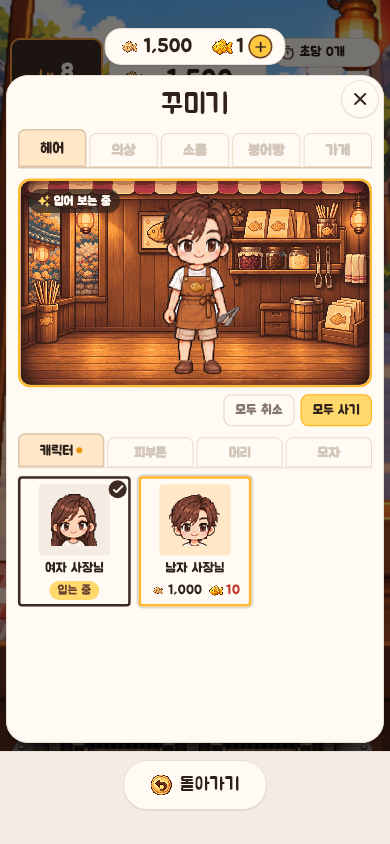 1,500
1
초당 0개
8
꾸미기
헤어
의상
소품
붕어빵
가게
입어 보는 중
모두 취소
모두 사기
캐릭터
피부톤
머리
모자
여자 사장님
남자 사장님
입는 중
1,000
10
돌아가기